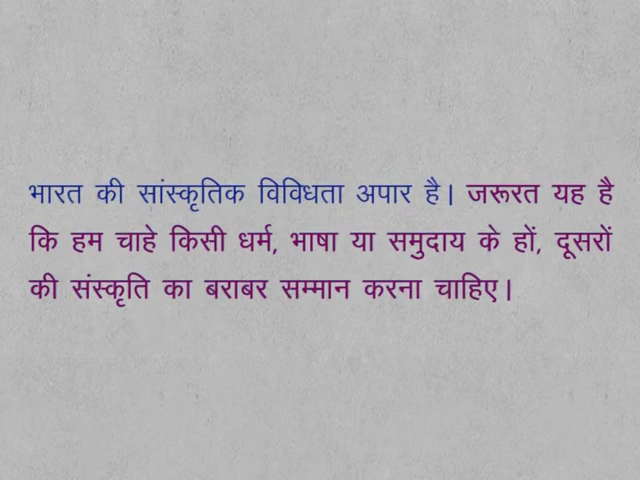 भारत की सांस्कृतिक विविधता अपार है। जरूरत यह है
कि हम चाहे किसी धर्म, भाषा या समुदाय के हों, दूसरों
की संस्कृति का बराबर सम्मान करना चाहिए।